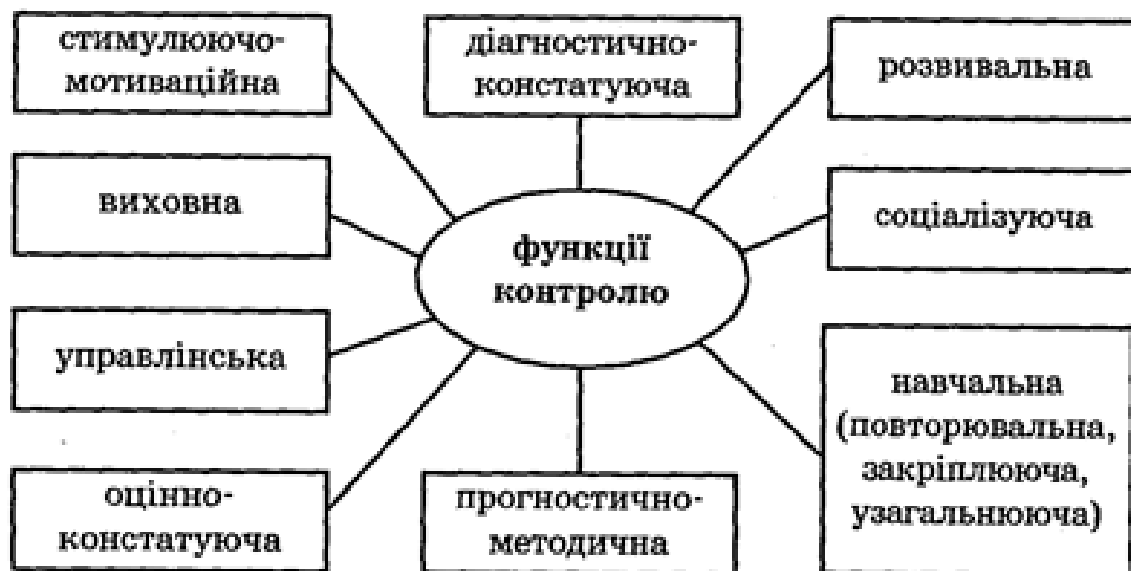 стимулюючо-
мотиваційна
діагностично-
констатуюча
розвивальна
виховна
соціалізуюча
функції
контролю
управлінська
навчальна
(повторювальна,
закріплююча,
узагальнююча)
оцінно-
констатуюча
прогностично-
методична